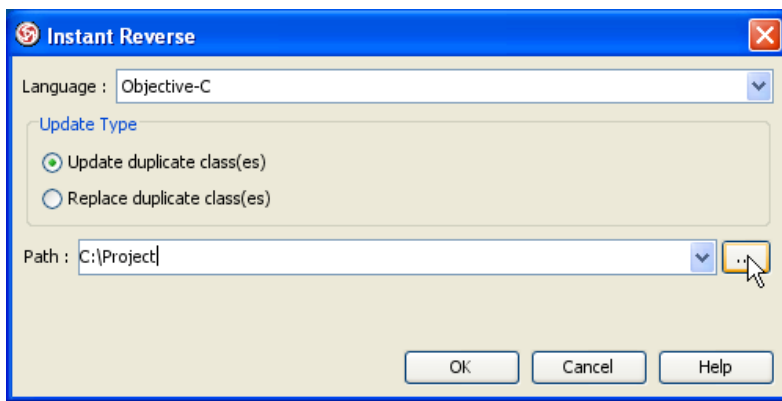 Instant Reverse
Language : Objective-C
Update Type
Update duplicate class(es)
Replace duplicate class(es)
Path : C:\Project
OK Cancel Help